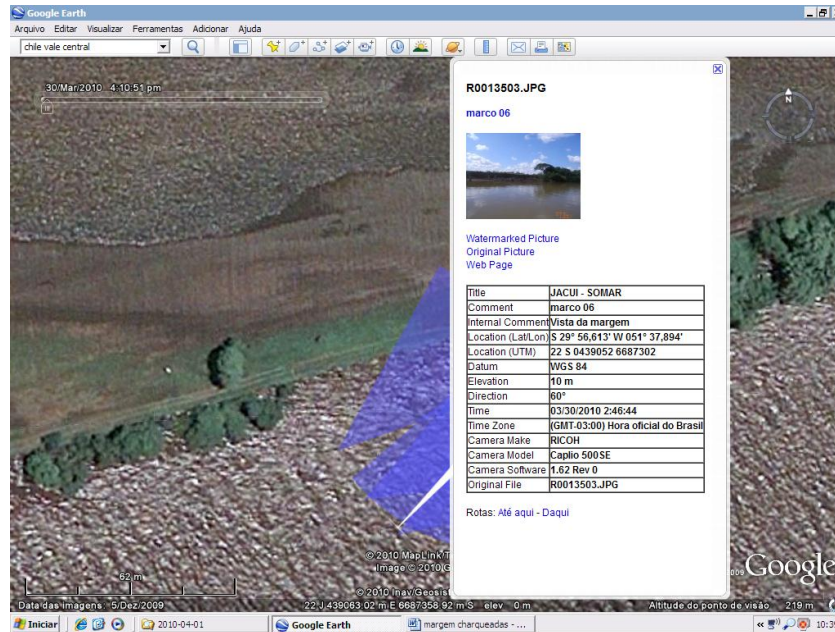 Google Earth
Arquivo Editar Visualizar Ferramentas Adicionar Ajuda
chile vale central
30/Mar/2010 4:10:51 pm
N
R0013503.JPG
marco 06
Watermarked Picture
Original Picture
Web Page
Title JACUI - SOMAR
Comment marco 06
Internal Comment Vista da margem
Location (Lat/Lon) S 29° 56,613' W 051° 37,894'
Location (UTM) 22 S 0439052 6687302
Datum WGS 84
Elevation 10 m
Direction 60°
Time 03/30/2010 2:46:44
Time Zone (GMT-03:00) Hora oficial do Brasil
Camera Make RICOH
Camera Model Caplio 500SE
Camera Software 1.62 Rev 0
Original File R0013503.JPG
Rotas: Até aqui - Daqui
© 2010 MapLink/T
Image © 2010 G
© 2010 Inav/Geosist
62 m
009 Google
Data das imagens: 5/Dez/2009 22 J 439063.02 m E 6687358.92 m S elev 0 m Altitude do ponto de visão 219 m
Iniciar 2010-04-01 Google Earth margem charqueadas - ... 10:3